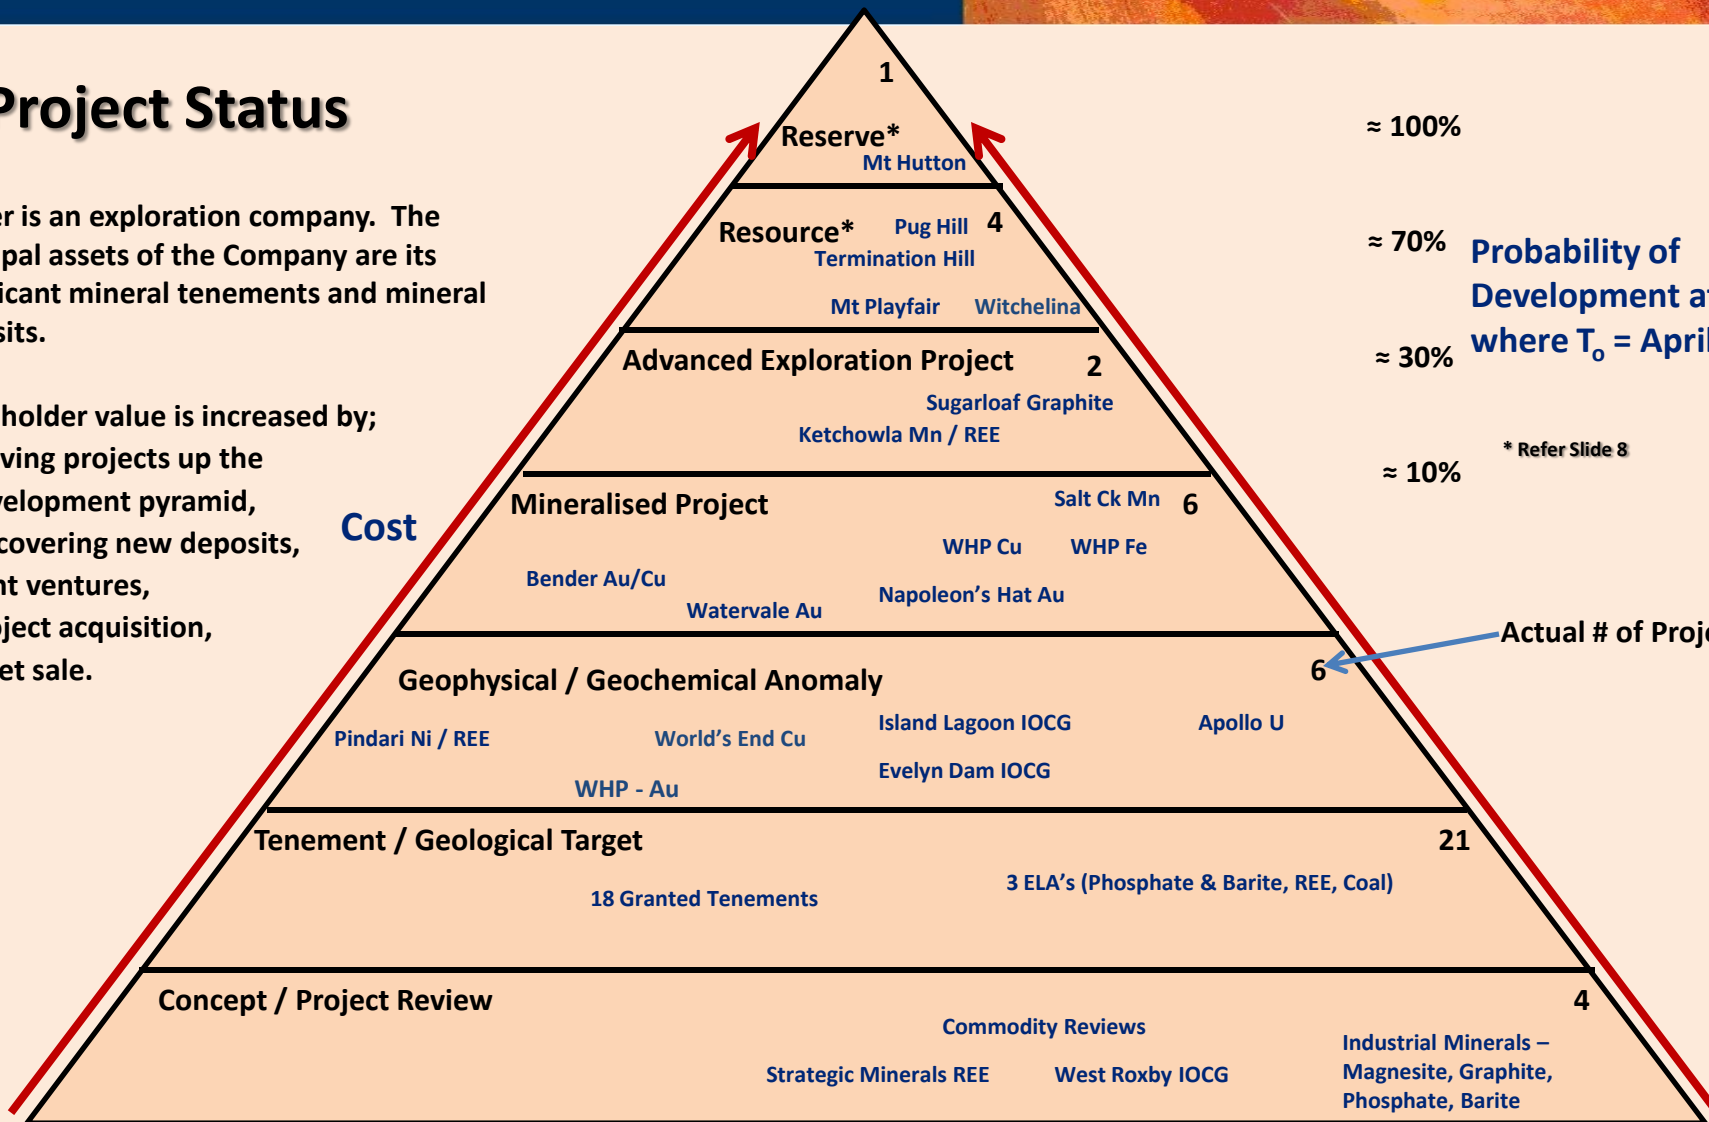 Project Status
er is an exploration company. The
ipal assets of the Company are its
icant mineral tenements and mineral
sits.
holder value is increased by;
ving projects up the
velopment pyramid,
covering new deposits,
nt ventures,
ject acquisition,
et sale.
Cost
1
Reserve*
Mt Hutton
≈ 100%
Resource*
Pug Hill
4
Termination Hill
Mt Playfair
Witchelina
≈ 70%
Probability of
Development a
where To = April
Advanced Exploration Project
2
Sugarloaf Graphite
Ketchowla Mn / REE
≈ 30%
* Refer Slide 8
≈ 10%
Mineralised Project
Salt Ck Mn
6
WHP Cu
WHP Fe
Bender Au/Cu
Napoleon's Hat Au
Watervale Au
Actual # of Proj
Geophysical / Geochemical Anomaly
6
Pindari Ni / REE
World's End Cu
Island Lagoon IOCG
Apollo U
Evelyn Dam IOCG
WHP - Au
Tenement / Geological Target
21
18 Granted Tenements
3 ELA's (Phosphate & Barite, REE, Coal)
Concept / Project Review
4
Commodity Reviews
Strategic Minerals REE
West Roxby IOCG
Industrial Minerals –
Magnesite, Graphite,
Phosphate, Barite